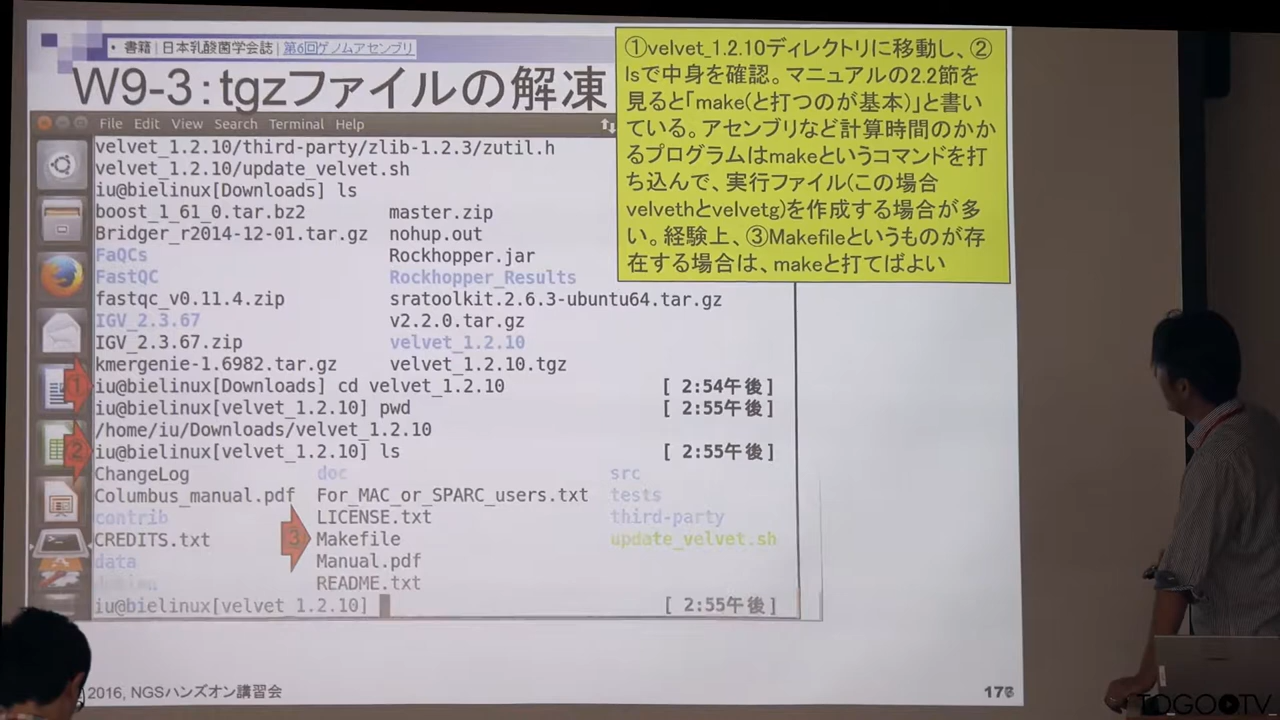 • 書籍 | 日本乳酸菌学会誌 | 第6回ゲノムアセンブリ
W9-3：tgzファイルの解凍
①velvet_1.2.10ディレクトリに移動し、②
lsで中身を確認。マニュアルの2.2節を
見ると「make(と打つのが基本)」と書い
ている。アセンブリなど計算時間のかか
るプログラムはmakeというコマンドを打
ち込んで、実行ファイル(この場合
velvethとvelvetg)を作成する場合が多
い。経験上、③Makefileというものが存
在する場合は、makeと打てばよい
File Edit View Search Terminal Help
velvet_1.2.10/third-party/zlib-1.2.3/zutil.h
velvet_1.2.10/update_velvet.sh
iu@bielinux[Downloads] ls
boost_1_61_0.tar.bz2 master.zip
Bridger_r2014-12-01.tar.gz nohup.out
FaQCs Rockhopper.jar
FastQC Rockhopper_Results
fastqc_v0.11.4.zip sratoolkit.2.6.3-ubuntu64.tar.gz
IGV_2.3.67 v2.2.0.tar.gz
IGV_2.3.67.zip velvet_1.2.10
kmergenie-1.6982.tar.gz velvet_1.2.10.tgz
① iu@bielinux[Downloads] cd velvet_1.2.10 [ 2:54午後]
iu@bielinux[velvet_1.2.10] pwd [ 2:55午後]
/home/iu/Downloads/velvet_1.2.10
② iu@bielinux[velvet_1.2.10] ls [ 2:55午後]
ChangeLog doc src
Columbus_manual.pdf For_MAC_or_SPARC_users.txt tests
contrib LICENSE.txt third-party
CREDITS.txt ③ Makefile update_velvet.sh
data Manual.pdf
README.txt
iu@bielinux[velvet_1.2.10] [ 2:55午後]
2016, NGSハンズオン講習会
TOGOTV